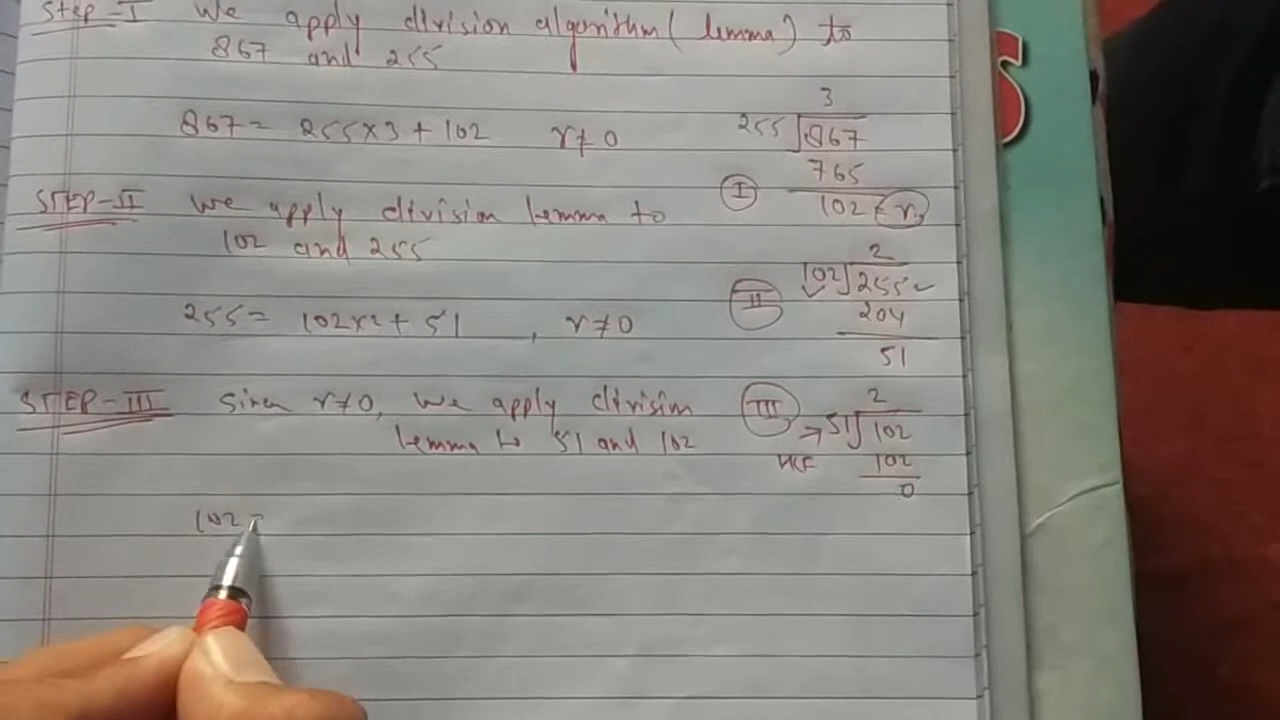 Step-I We apply division algorithm (lemma) to
867 and 255
867 = 255×3 + 102 r≠0
3
255 867
765
I
102 ← r
STEP-II We apply division lemma to
102 and 255
255 = 102×2 + 51 , r≠0
2
102 255
II
204
51
STEP-III Since r≠0, we apply division
lemma to 51 and 102
III
2
51 102
HCF
102
0
102 =
S